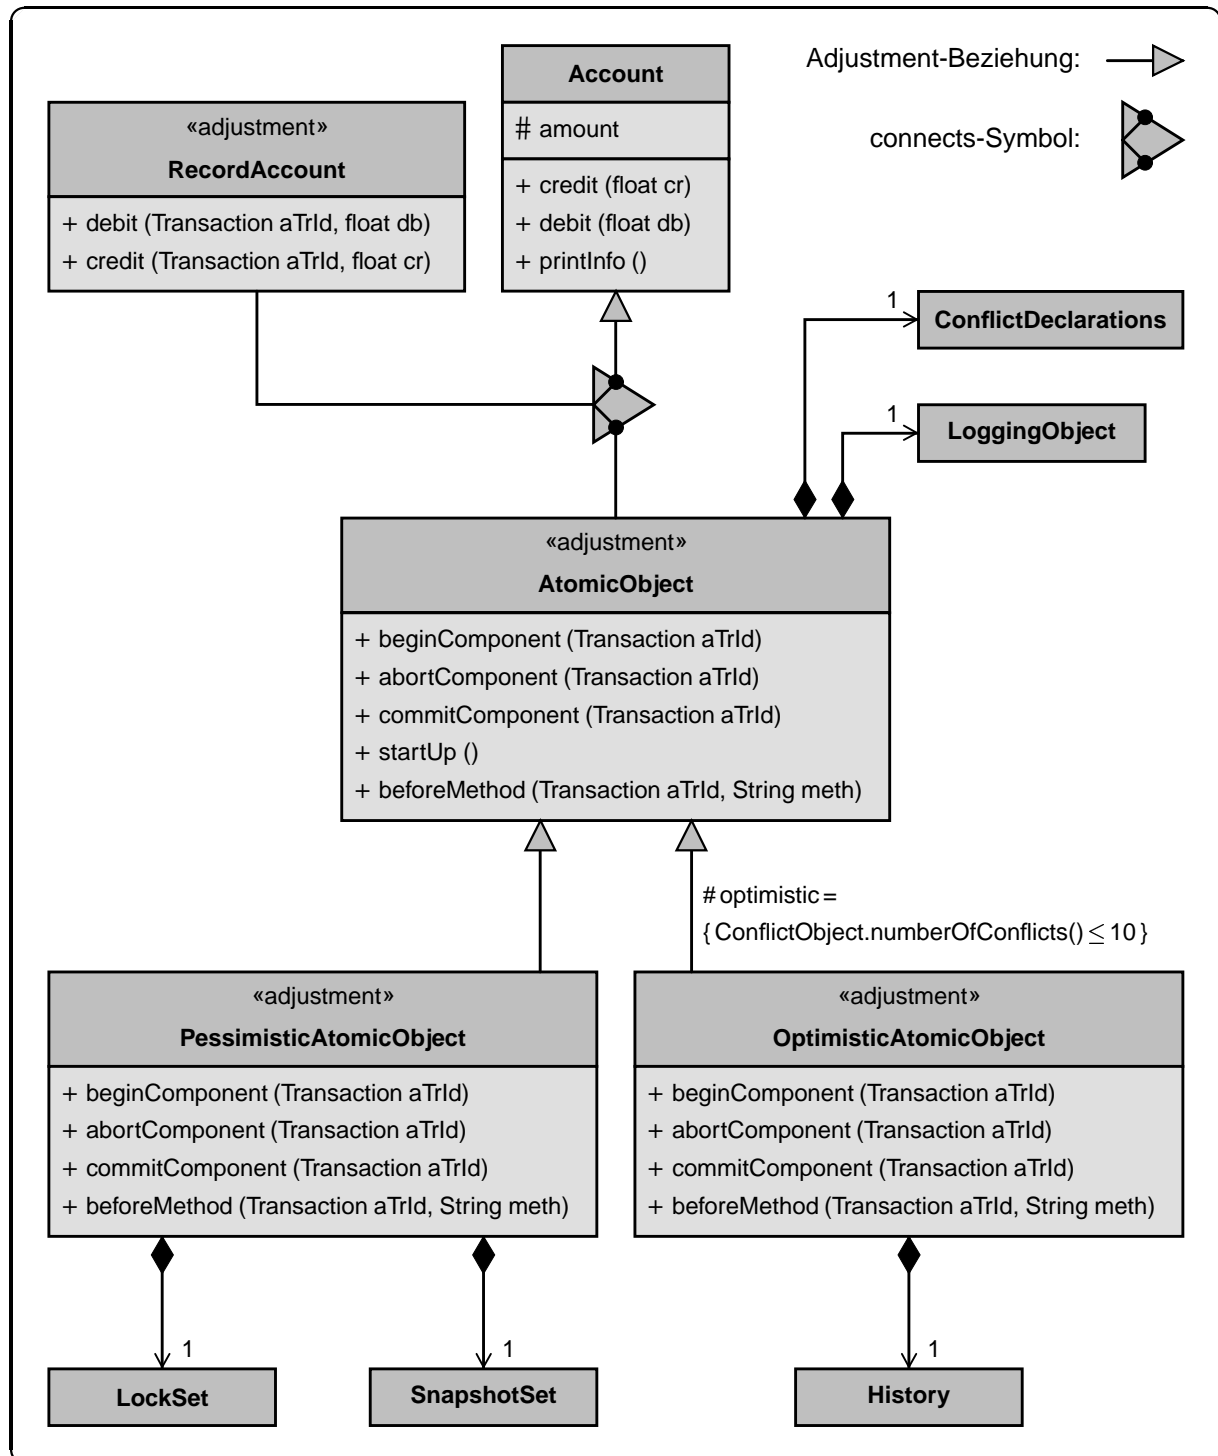 Account
# amount
+ credit (float cr)
+ debit (float db)
+ printInfo ()
Adjustment-Beziehung:
connects-Symbol:
«adjustment»
RecordAccount
+ debit (Transaction aTrId, float db)
+ credit (Transaction aTrId, float cr)
1
ConflictDeclarations
1
LoggingObject
«adjustment»
AtomicObject
+ beginComponent (Transaction aTrId)
+ abortComponent (Transaction aTrId)
+ commitComponent (Transaction aTrId)
+ startUp ()
+ beforeMethod (Transaction aTrId, String meth)
# optimistic =
{ ConflictObject.numberOfConflicts() ≤ 10 }
«adjustment»
PessimisticAtomicObject
+ beginComponent (Transaction aTrId)
+ abortComponent (Transaction aTrId)
+ commitComponent (Transaction aTrId)
+ beforeMethod (Transaction aTrId, String meth)
«adjustment»
OptimisticAtomicObject
+ beginComponent (Transaction aTrId)
+ abortComponent (Transaction aTrId)
+ commitComponent (Transaction aTrId)
+ beforeMethod (Transaction aTrId, String meth)
1
LockSet
1
SnapshotSet
1
History